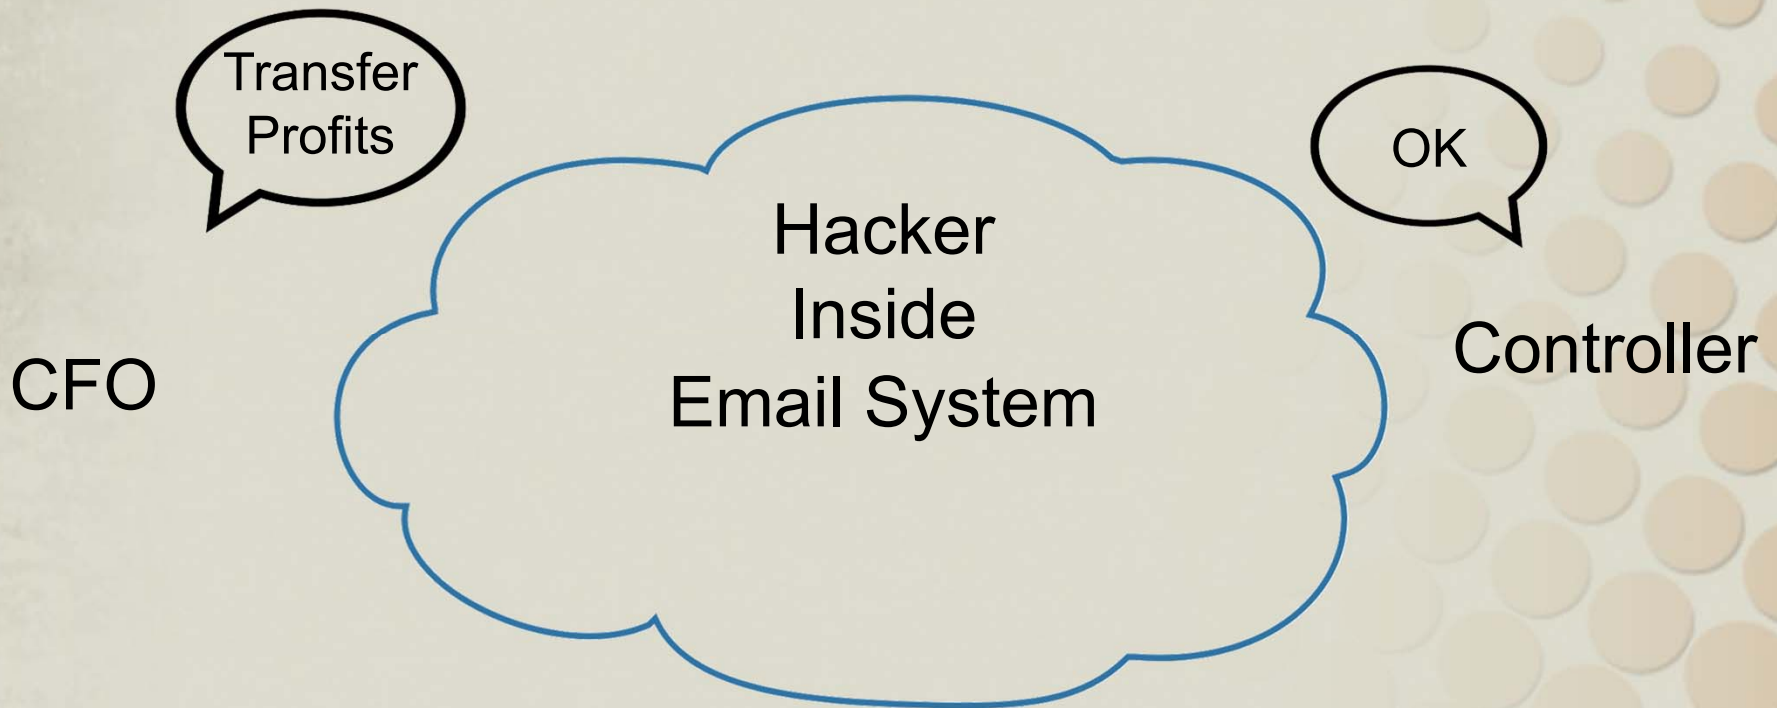 Transfer
Profits
OK
Hacker
Inside
Email System
CFO
Controller